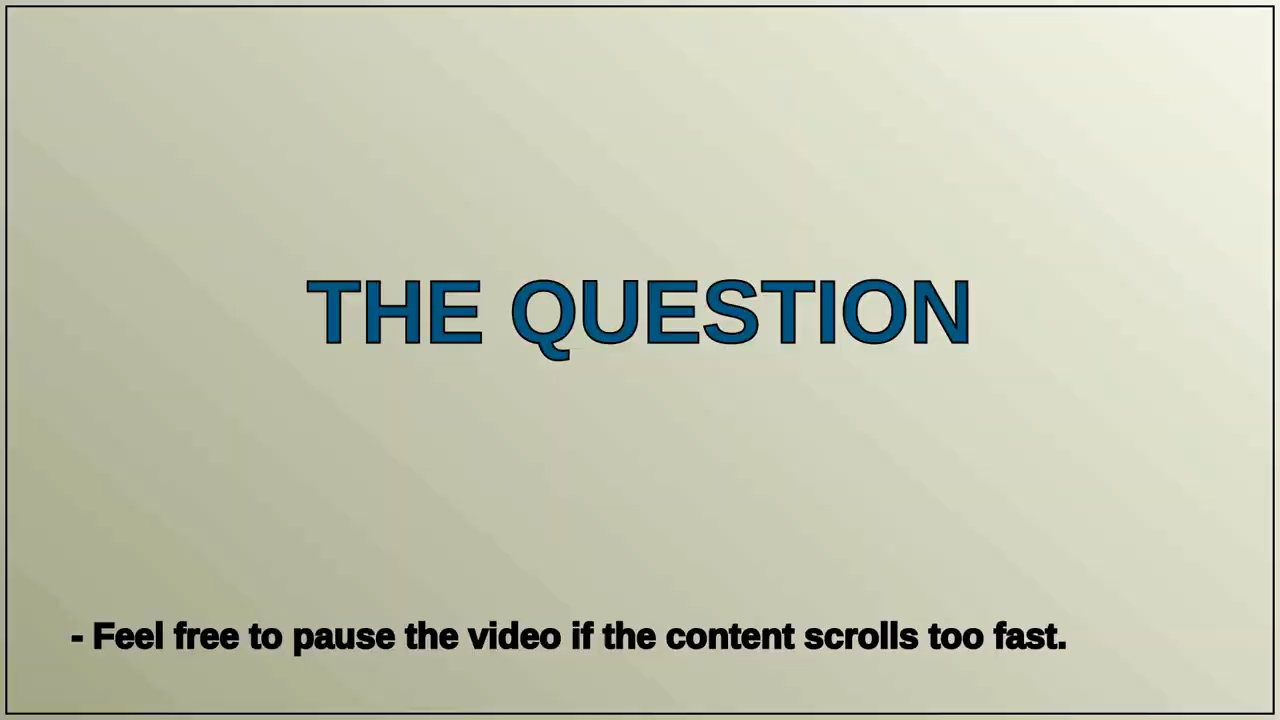 THE QUESTION
- Feel free to pause the video if the content scrolls too fast.